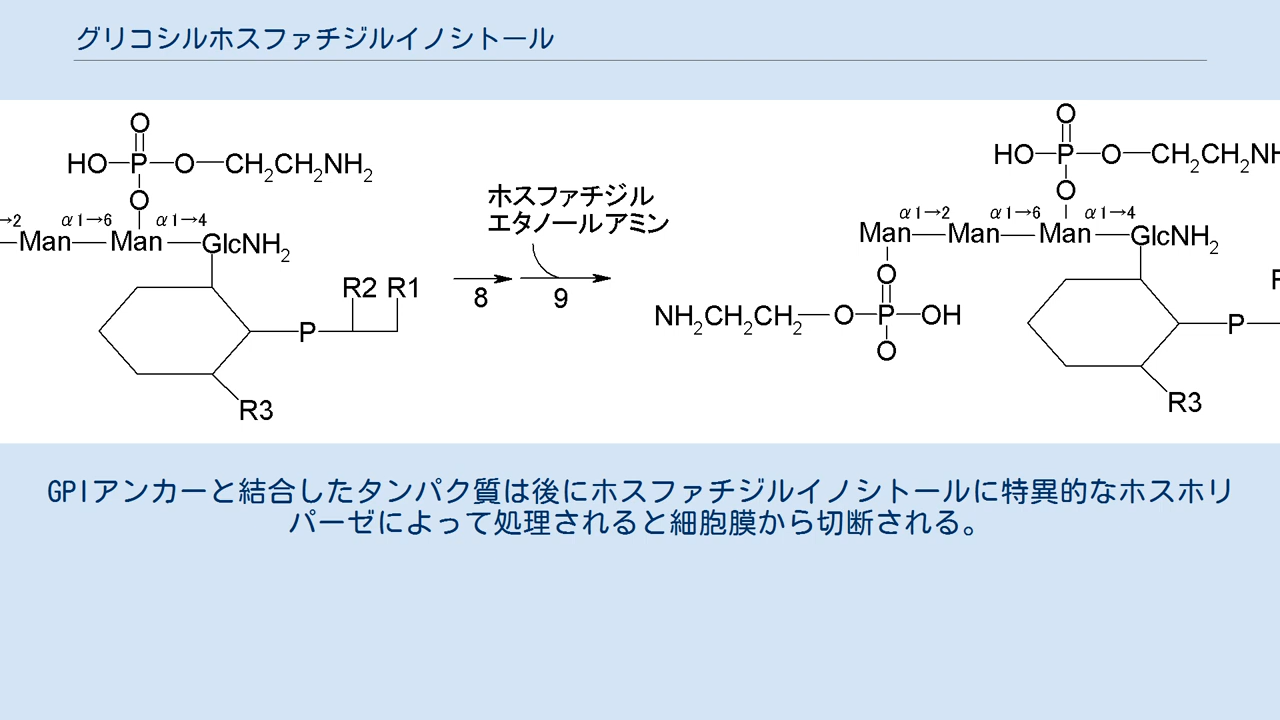 グリコシルホスファチジルイノシトール
O
HO P O CH2CH2NH2
O
→2 α1→6 α1→4
Man Man GlcNH2
R2 R1
P
R3
ホスファチジル
エタノールアミン
8 9
O
HO P O CH2CH2NH
O
α1→2 α1→6 α1→4
Man Man Man GlcNH2
O
NH2CH2CH2 O P OH
O
P
R3
GPIアンカーと結合したタンパク質は後にホスファチジルイノシトールに特異的なホスホリ
パーゼによって処理されると細胞膜から切断される。